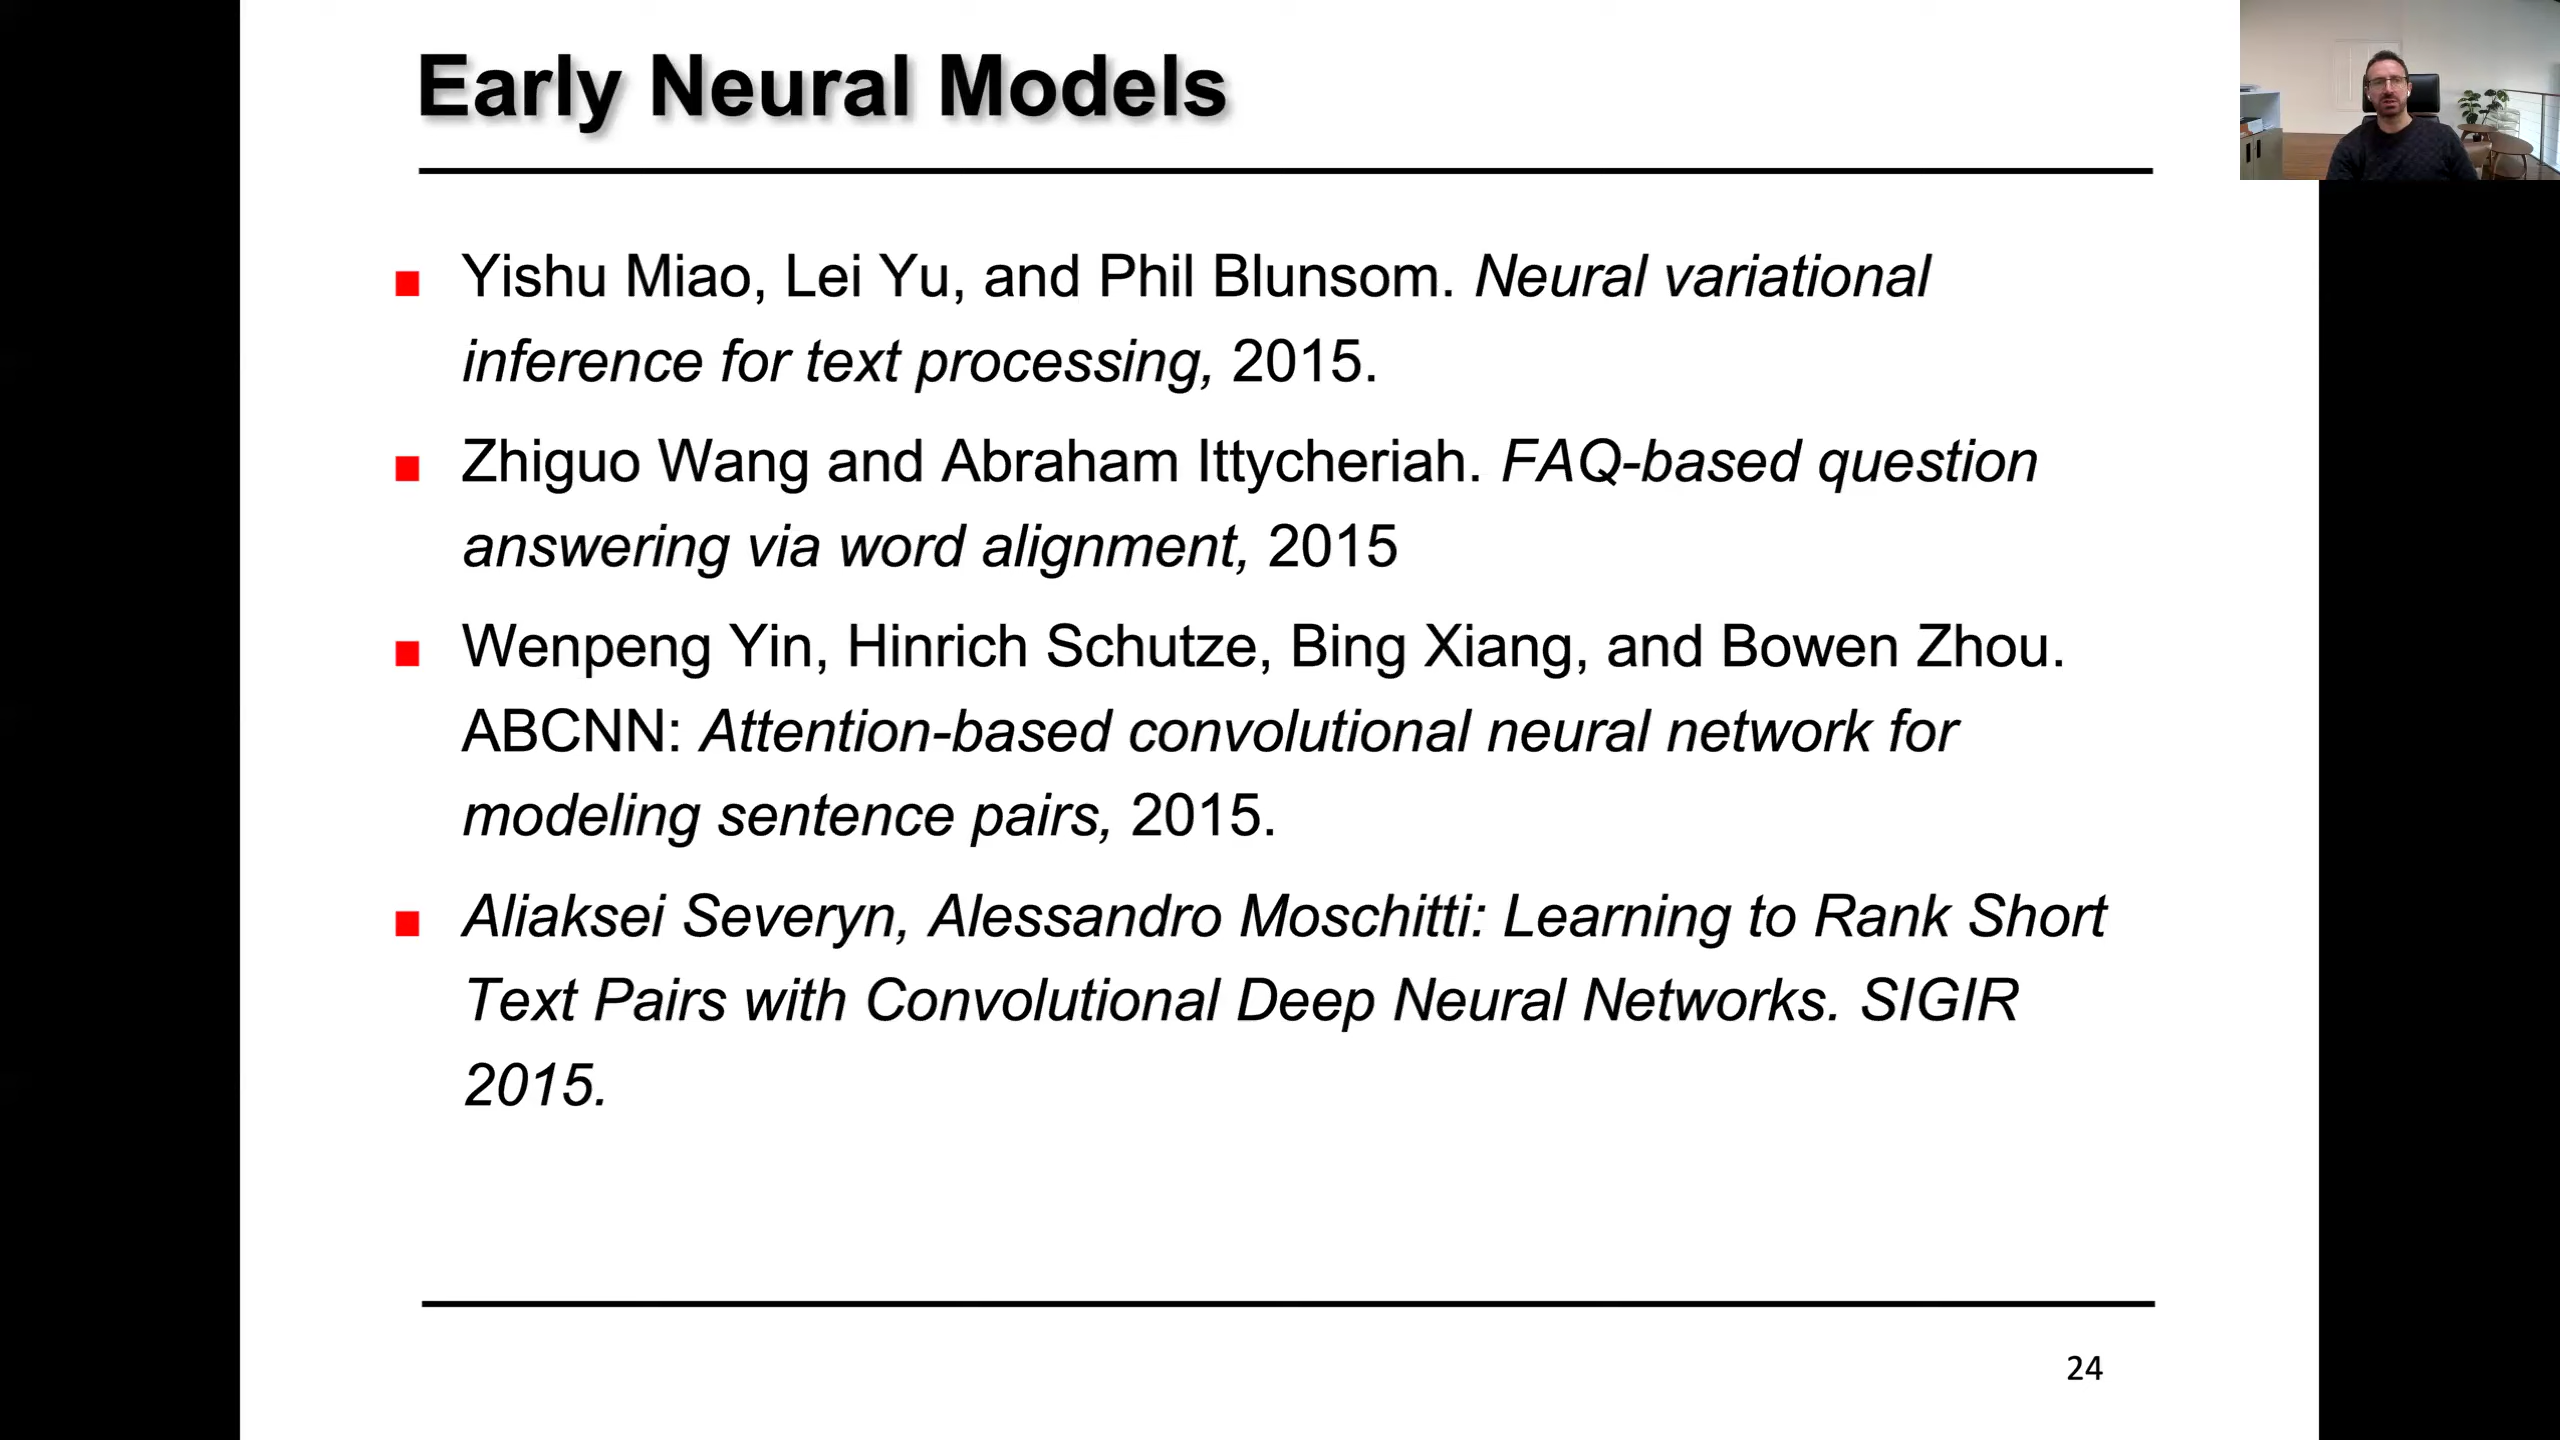 Early Neural Models
Yishu Miao, Lei Yu, and Phil Blunsom. Neural variational
inference for text processing, 2015.
Zhiguo Wang and Abraham Ittycheriah. FAQ-based question
answering via word alignment, 2015
Wenpeng Yin, Hinrich Schutze, Bing Xiang, and Bowen Zhou.
ABCNN: Attention-based convolutional neural network for
modeling sentence pairs, 2015.
Aliaksei Severyn, Alessandro Moschitti: Learning to Rank Short
Text Pairs with Convolutional Deep Neural Networks. SIGIR
2015.
24